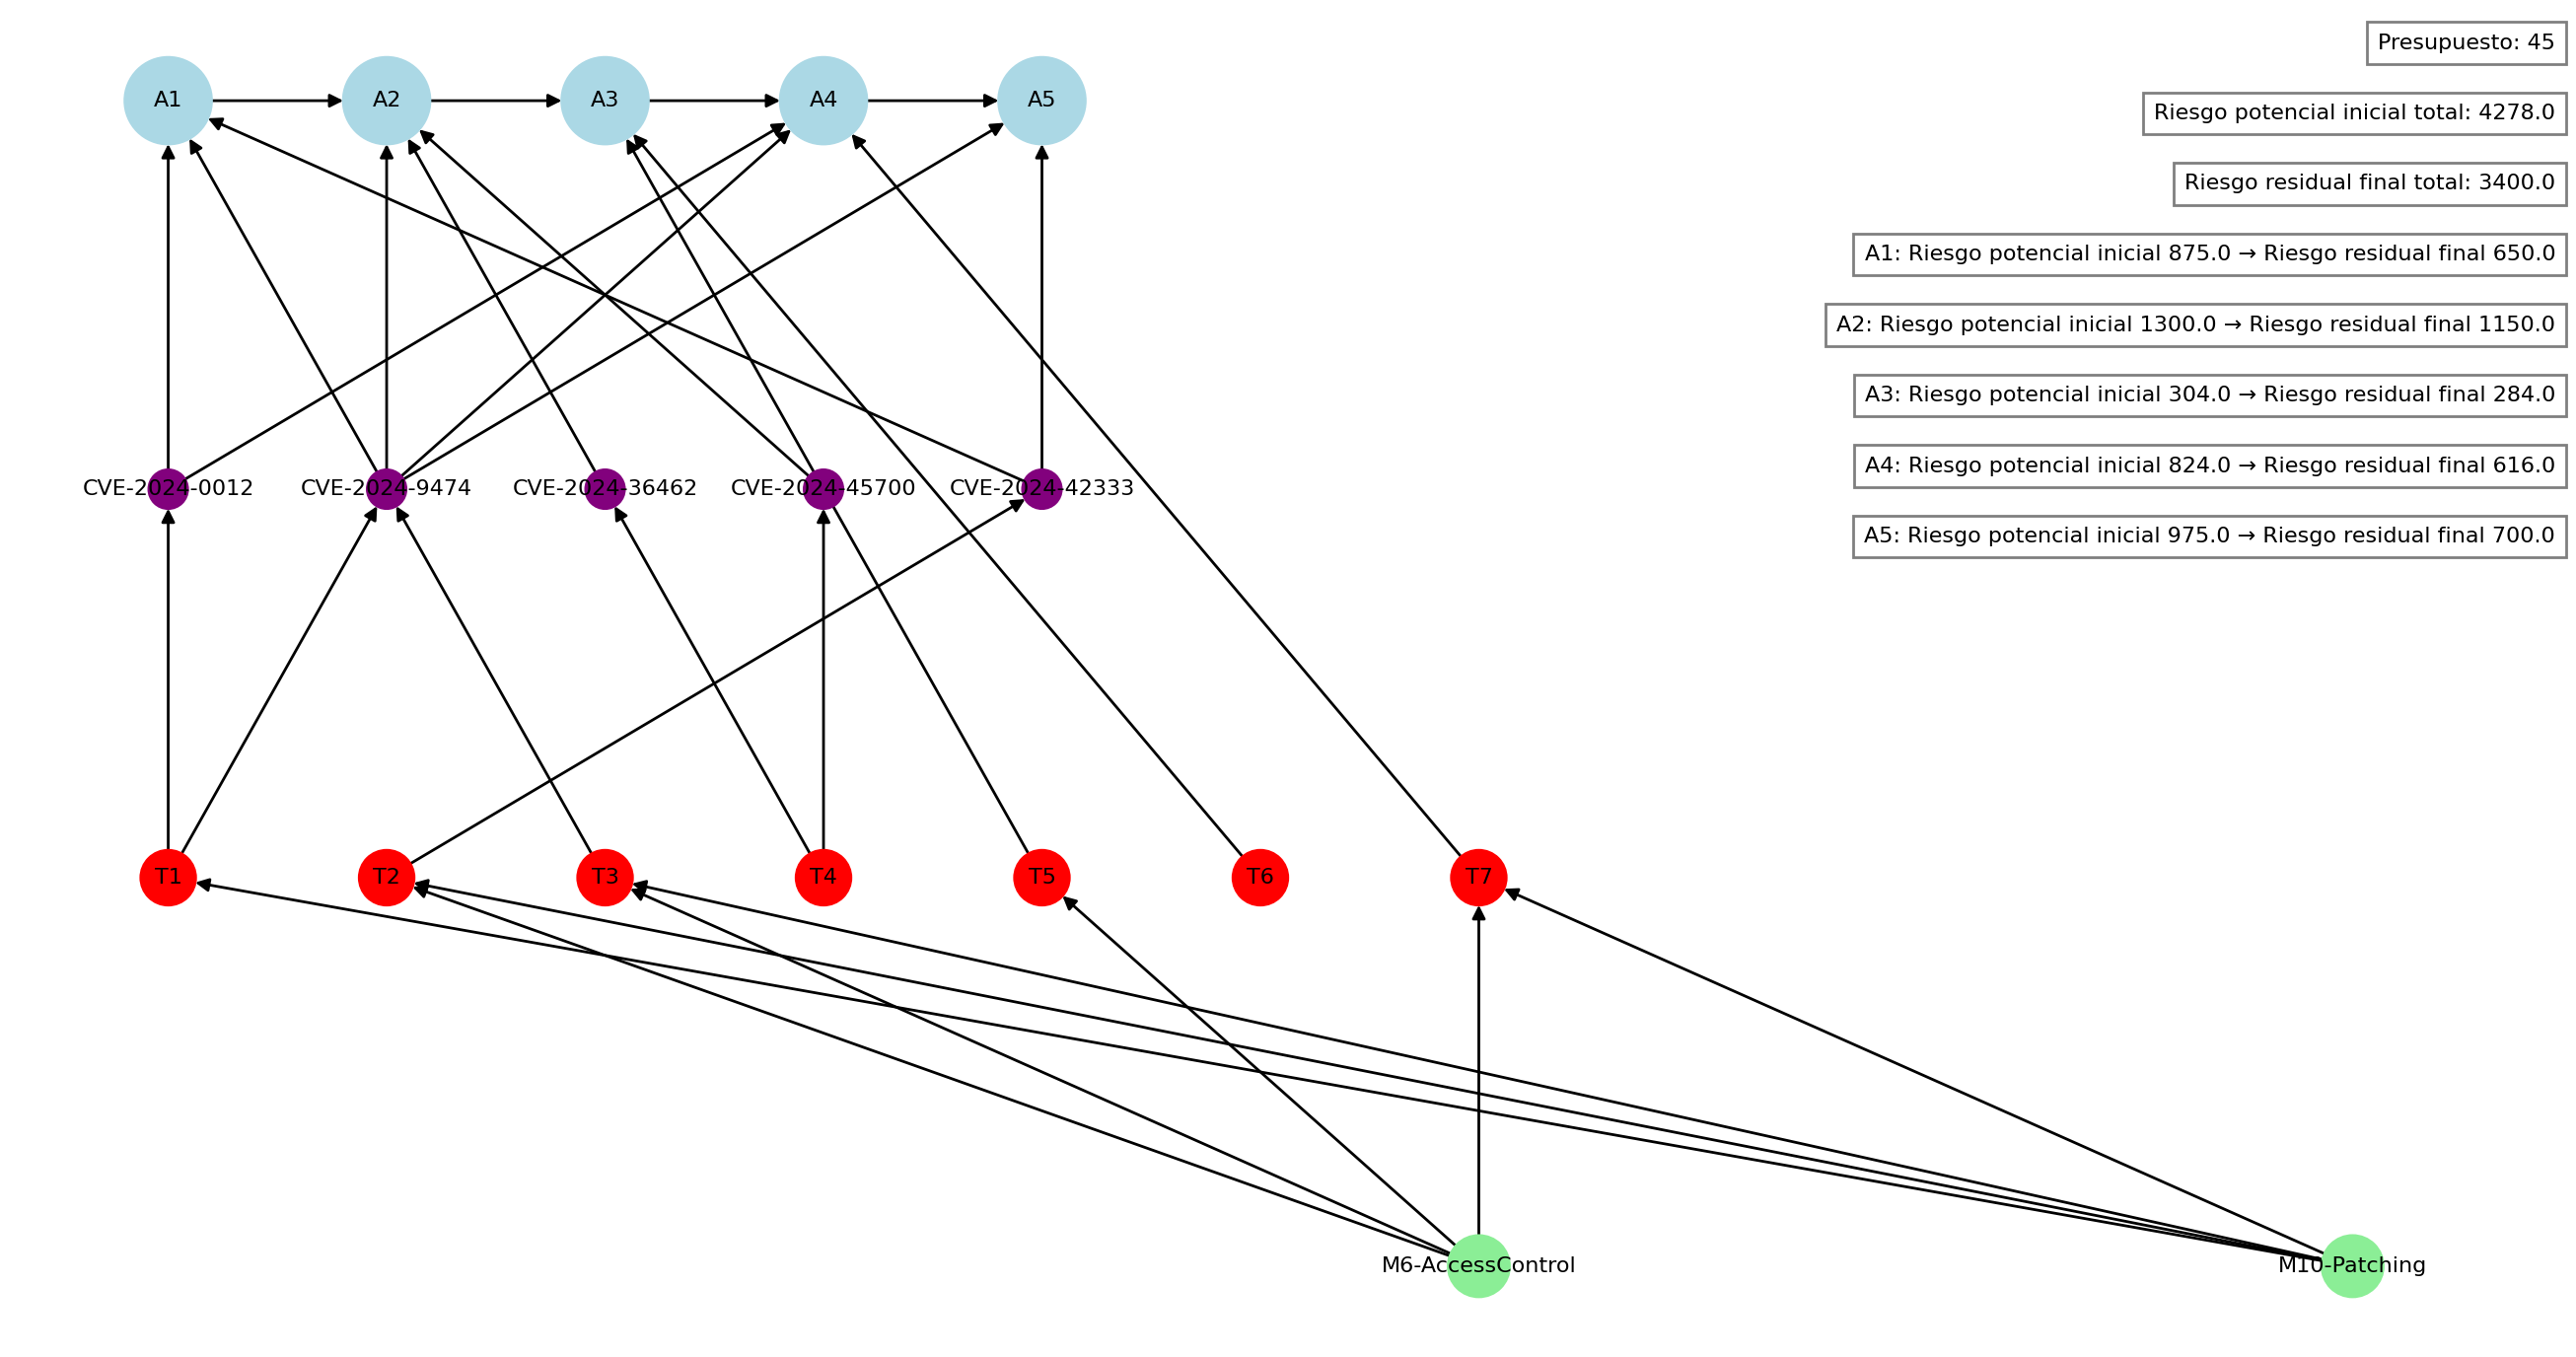 Presupuesto: 45
A1
A2
A3
A4
A5
Riesgo potencial inicial total: 4278.0
Riesgo residual final total: 3400.0
A1: Riesgo potencial inicial 875.0 → Riesgo residual final 650.0
A2: Riesgo potencial inicial 1300.0 → Riesgo residual final 1150.0
A3: Riesgo potencial inicial 304.0 → Riesgo residual final 284.0
A4: Riesgo potencial inicial 824.0 → Riesgo residual final 616.0
A5: Riesgo potencial inicial 975.0 → Riesgo residual final 700.0
CVE-2024-0012
CVE-2024-9474
CVE-2024-36462
CVE-2024-45700
CVE-2024-42333
T1
T2
T3
T4
T5
T6
T7
M6-AccessControl
M10-Patching